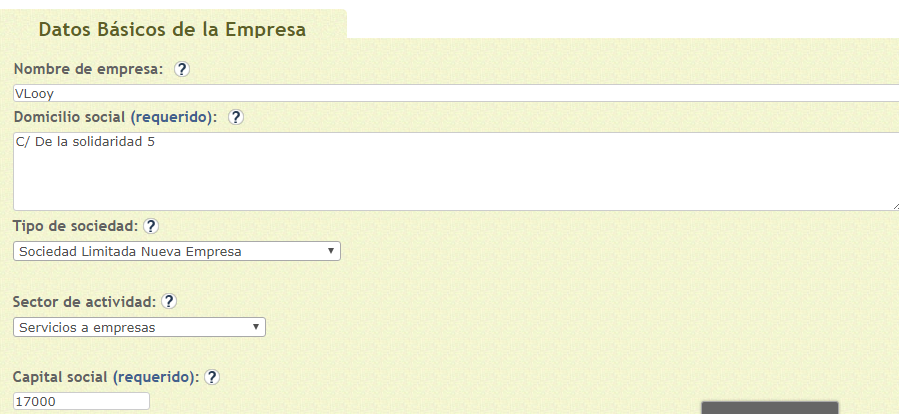 Datos Básicos de la Empresa
Nombre de empresa: ?
VLooy
Domicilio social (requerido): ?
C/ De la solidaridad 5
Tipo de sociedad: ?
Sociedad Limitada Nueva Empresa
Sector de actividad: ?
Servicios a empresas
Capital social (requerido): ?
17000